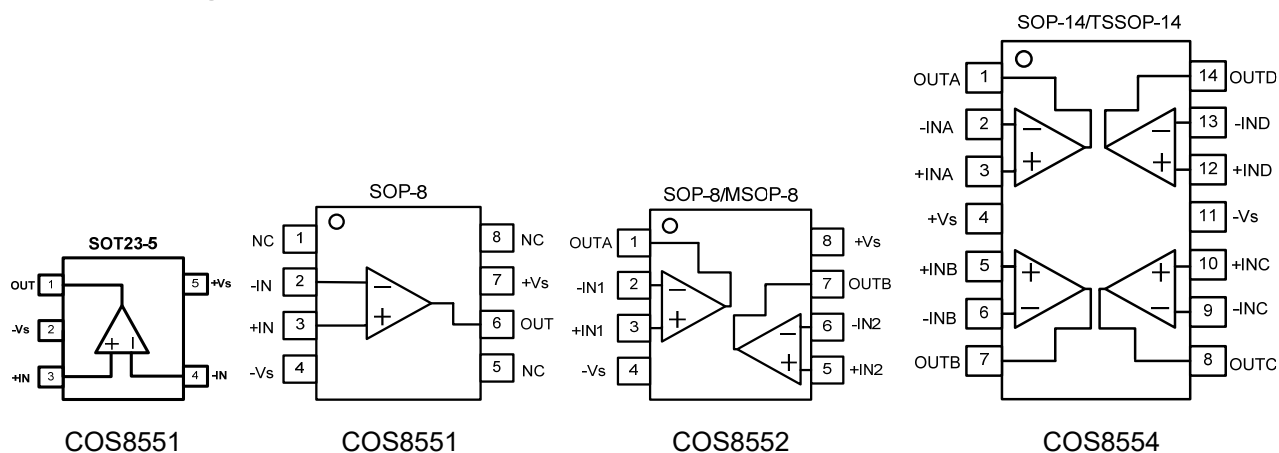 SOT23-5
OUT 1 5 +Vs
-Vs 2
+IN 3 4 -IN
COS8551
SOP-8
NC 1 8 NC
-IN 2 7 +Vs
+IN 3 6 OUT
-Vs 4 5 NC
COS8551
SOP-8/MSOP-8
OUTA 1 8 +Vs
-IN1 2 7 OUTB
+IN1 3 6 -IN2
-Vs 4 5 +IN2
COS8552
SOP-14/TSSOP-14
OUTA 1 14 OUTD
-INA 2 13 -IND
+INA 3 12 +IND
+Vs 4 11 -Vs
+INB 5 10 +INC
-INB 6 9 -INC
OUTB 7 8 OUTC
COS8554